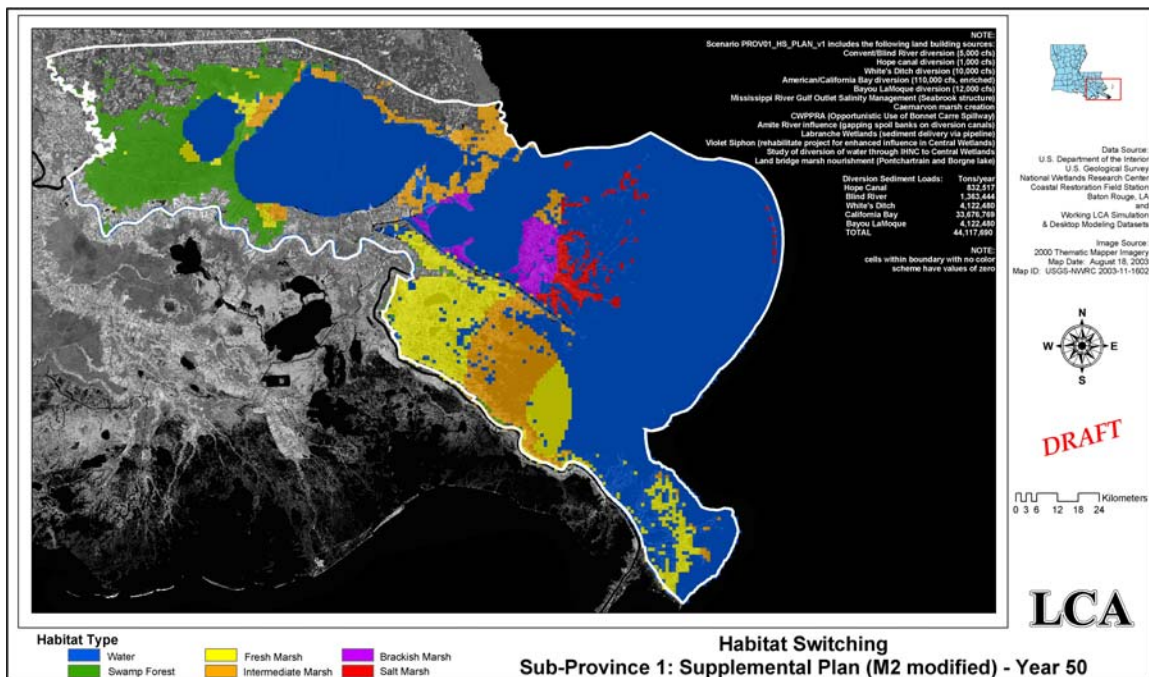 NOTE:
Scenario PROV01_HS_PLAN_v1 includes the following land building sources:
Convent/Blind River diversion (5,000 cfs)
Hope canal diversion (1,000 cfs)
White's Ditch diversion (10,000 cfs)
American/California Bay diversion (110,000 cfs, enriched)
Bayou LaMoque diversion (12,000 cfs)
Mississippi River Gulf Outlet Salinity Management (Seabrook structure)
Caernarvon marsh creation
CWPPRA (Opportunistic Use of Bonnet Carre Spillway)
Amite River influence (gapping spoil banks on diversion canals)
Labranche Wetlands (sediment delivery via pipeline)
Violet Siphon (rehabilitate project for enhanced influence in Central Wetlands)
Study of diversion of water through IHNC to Central Wetlands
Land bridge marsh nourishment (Pontchartrain and Borgne lake)
Diversion Sediment Loads: Tons/year
Hope Canal 832,517
Blind River 1,363,444
White's Ditch 4,122,480
California Bay 33,676,769
Bayou LaMoque 4,122,480
TOTAL 44,117,690
NOTE:
cells within boundary with no color
scheme have values of zero
Data Source:
U.S. Department of the Interior
U.S. Geological Survey
National Wetlands Research Center
Coastal Restoration Field Station
Baton Rouge, LA
and
Working LCA Simulation
& Desktop Modeling Datasets
Image Source:
2000 Thematic Mapper Imagery
Map Date: August 18, 2003
Map ID: USGS-NWRC 2003-11-1602
N
W E
S
DRAFT
Kilometers
0 3 6 12 18 24
LCA
Habitat Type
Water
Swamp Forest
Fresh Marsh
Intermediate Marsh
Brackish Marsh
Salt Marsh
Habitat Switching
Sub-Province 1: Supplemental Plan (M2 modified) - Year 50